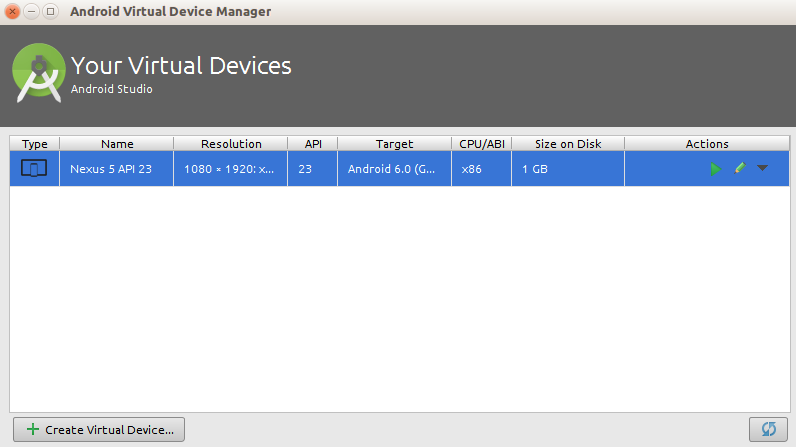 Android Virtual Device Manager
Your Virtual Devices
Android Studio
Type Name Resolution API Target CPU/ABI Size on Disk Actions
Nexus 5 API 23 1080 × 1920: x... 23 Android 6.0 (G... x86 1 GB
Create Virtual Device...